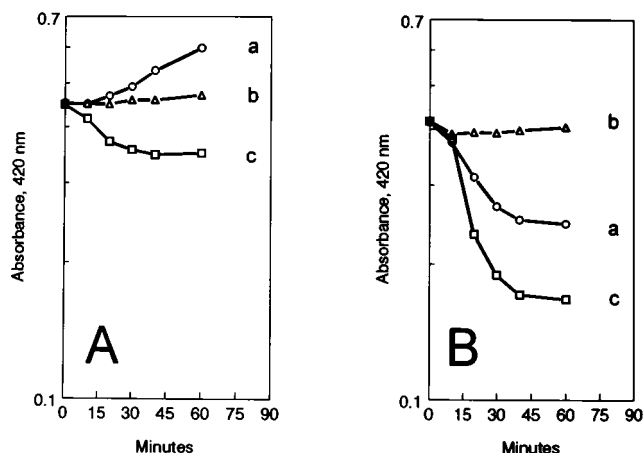 0.7
a
b
c
Absorbance, 420 nm
A
0.1
0 15 30 45 60 75 90
Minutes
0.7
b
a
c
Absorbance, 420 nm
B
0.1
0 15 30 45 60 75 90
Minutes